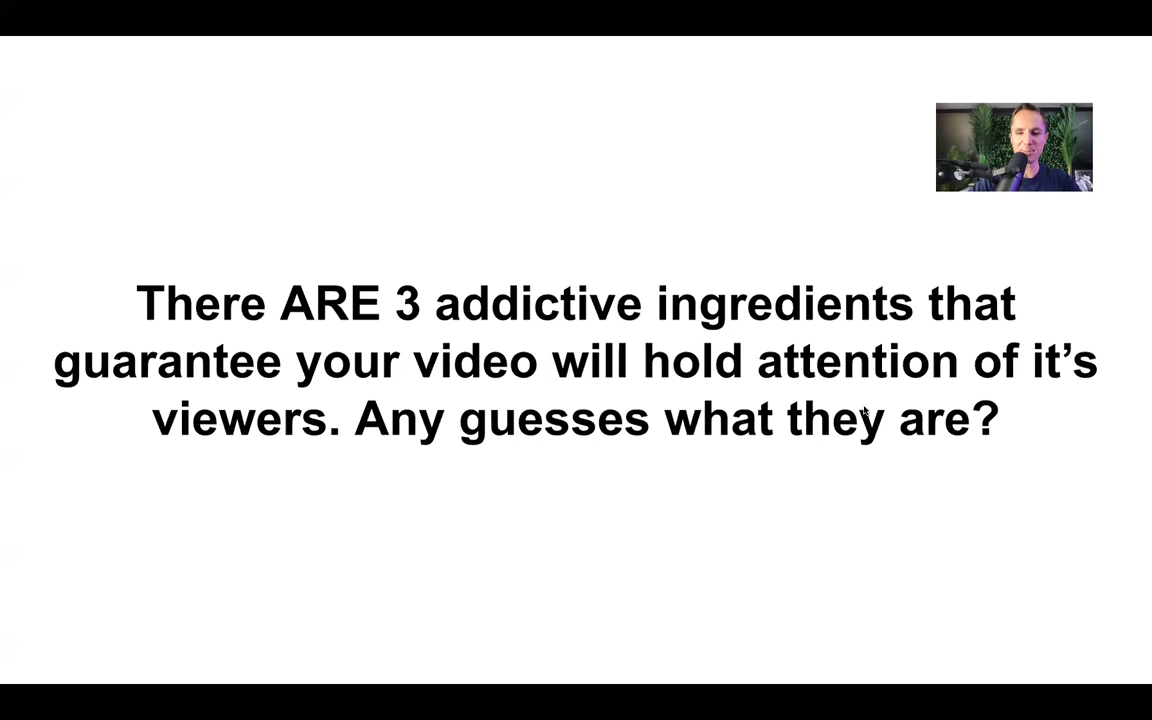 There ARE 3 addictive ingredients that
guarantee your video will hold attention of it’s
viewers. Any guesses what they are?